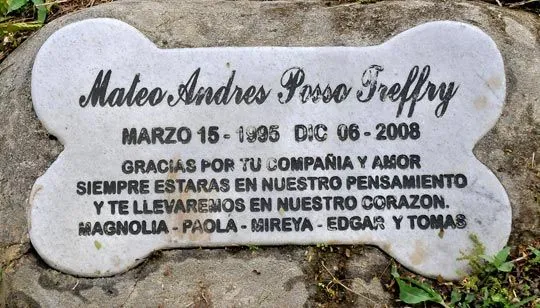 Mateo Andres Posso Treffry
MARZO 15 - 1995 DIC 06 - 2008
GRACIAS POR TU COMPAÑIA Y AMOR
SIEMPRE ESTARAS EN NUESTRO PENSAMIENTO
Y TE LLEVAREMOS EN NUESTRO CORAZON.
MAGNOLIA - PAOLA - MIREYA - EDGAR Y TOMAS